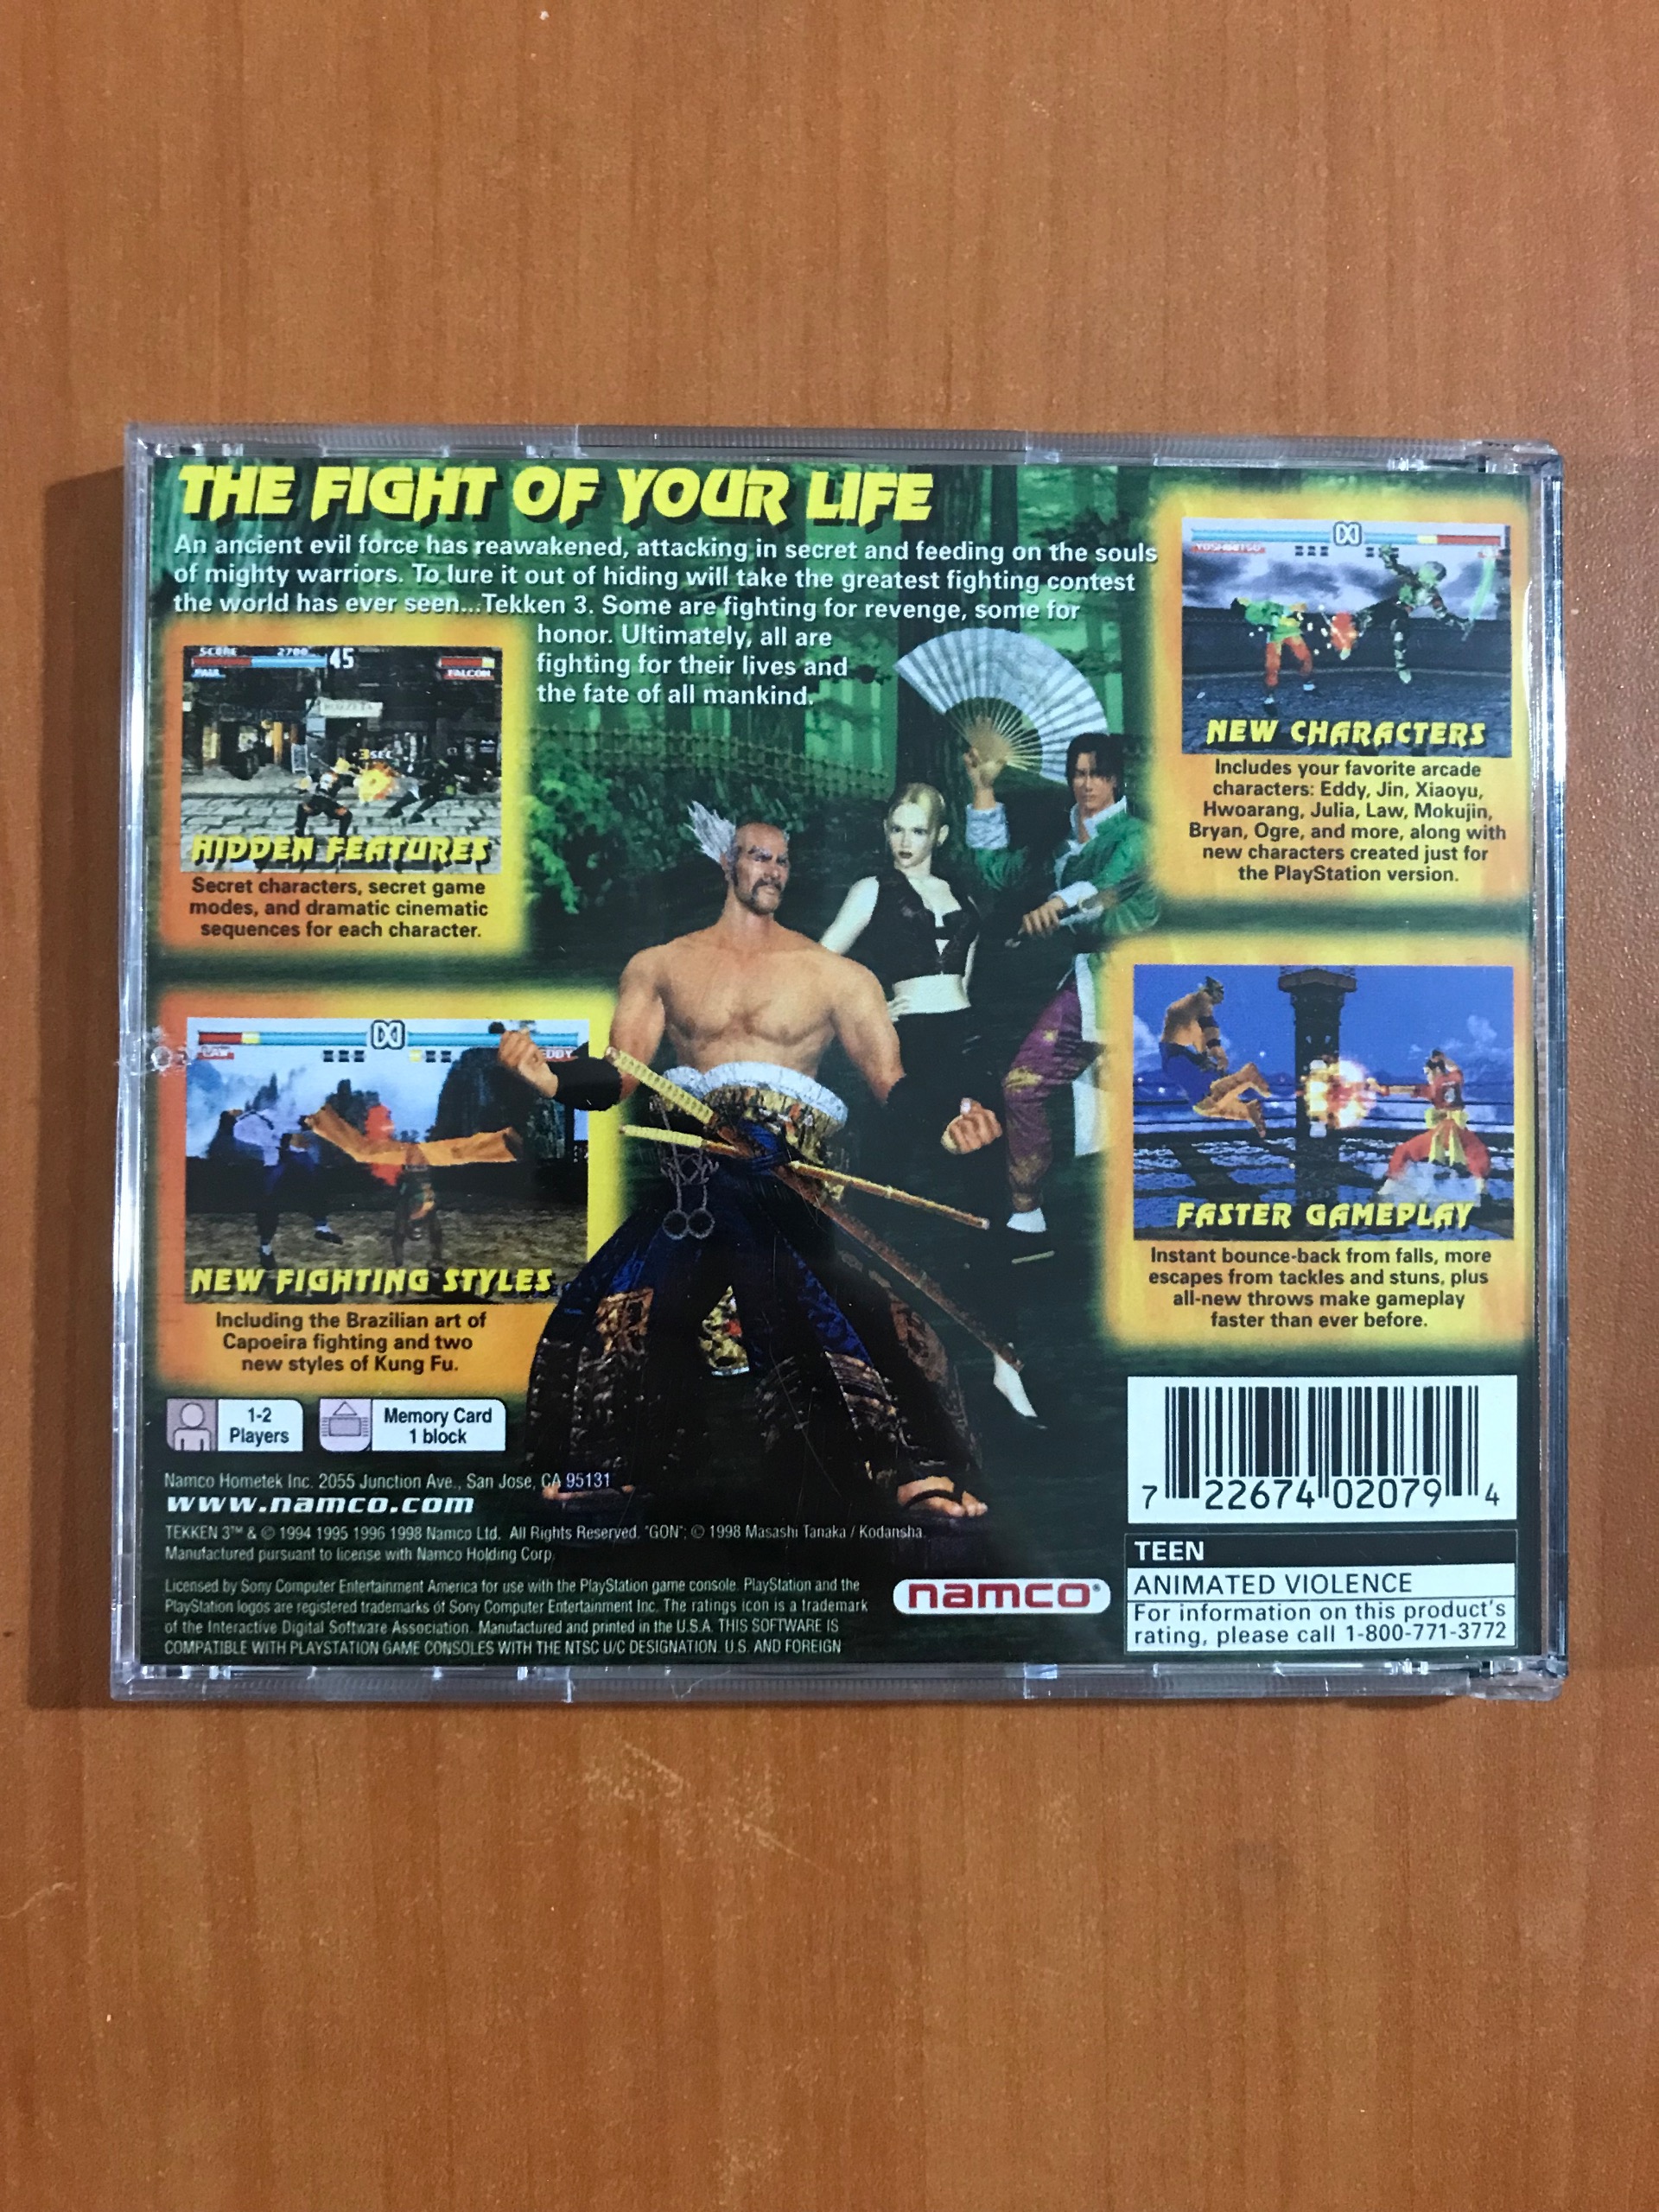 THE FIGHT OF YOUR LIFE
An ancient evil force has reawakened, attacking in secret and feeding on the souls
of mighty warriors. To lure it out of hiding will take the greatest fighting contest
the world has ever seen...Tekken 3. Some are fighting for revenge, some for
honor. Ultimately, all are
fighting for their lives and
the fate of all mankind.
SCORE 2700
45
PAUL
FALCON
3SEC
HIDDEN FEATURES
Secret characters, secret game
modes, and dramatic cinematic
sequences for each character.
YOSHIMITSU
NEW CHARACTERS
Includes your favorite arcade
characters: Eddy, Jin, Xiaoyu,
Hwoarang, Julia, Law, Mokujin,
Bryan, Ogre, and more, along with
new characters created just for
the PlayStation version.
LAW
EDDY
NEW FIGHTING STYLES
Including the Brazilian art of
Capoeira fighting and two
new styles of Kung Fu.
FASTER GAMEPLAY
Instant bounce-back from falls, more
escapes from tackles and stuns, plus
all-new throws make gameplay
faster than ever before.
1-2
Players
Memory Card
1 block
Namco Hometek Inc. 2055 Junction Ave., San Jose, CA 95131
www.namco.com
TEKKEN 3™ & © 1994 1995 1996 1998 Namco Ltd. All Rights Reserved. "GON"; © 1998 Masashi Tanaka / Kodansha.
Manufactured pursuant to license with Namco Holding Corp.
Licensed by Sony Computer Entertainment America for use with the PlayStation game console. PlayStation and the
PlayStation logos are registered trademarks of Sony Computer Entertainment Inc. The ratings icon is a trademark
of the Interactive Digital Software Association. Manufactured and printed in the U.S.A. THIS SOFTWARE IS
COMPATIBLE WITH PLAYSTATION GAME CONSOLES WITH THE NTSC U/C DESIGNATION. U.S. AND FOREIGN
namco®
7 22674 02079 4
TEEN
ANIMATED VIOLENCE
For information on this product's
rating, please call 1-800-771-3772